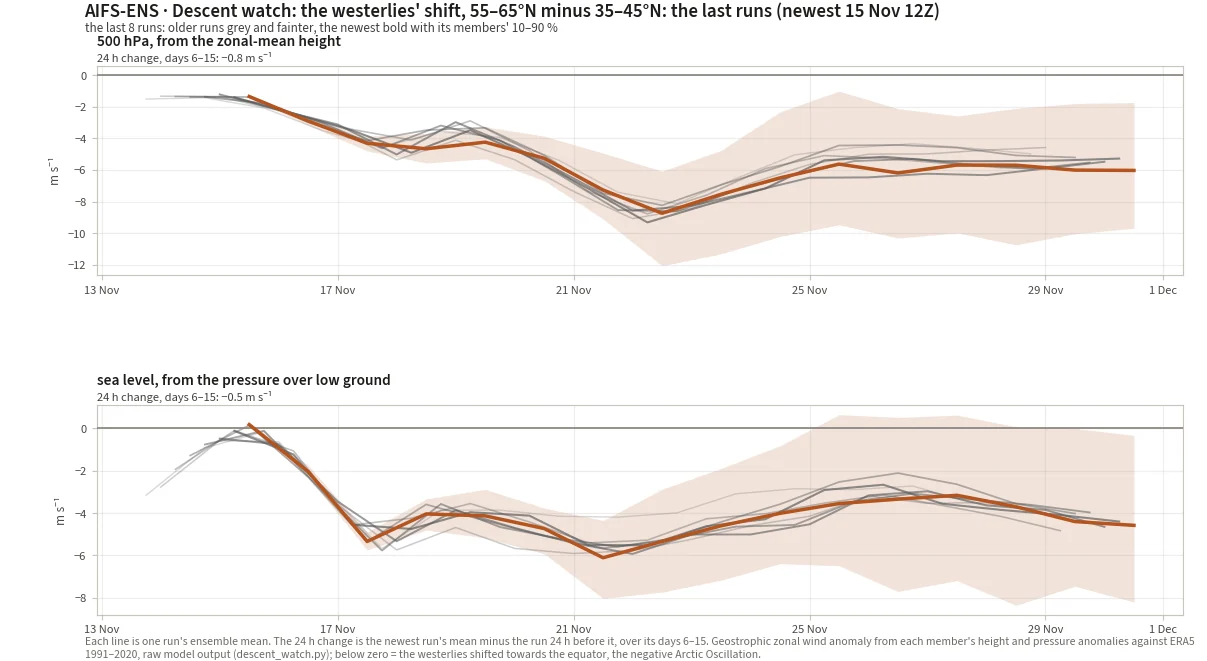 AIFS-ENS · Descent watch: the westerlies' shift, 55–65°N minus 35–45°N: the last runs (newest 15 Nov 12Z)
the last 8 runs: older runs grey and fainter, the newest bold with its members' 10–90 %
500 hPa, from the zonal-mean height
24 h change, days 6–15: −0.8 m s⁻¹
0
−2
−4
−6
−8
−10
−12
m s⁻¹
13 Nov 17 Nov 21 Nov 25 Nov 29 Nov 1 Dec
sea level, from the pressure over low ground
24 h change, days 6–15: −0.5 m s⁻¹
0
−2
−4
−6
−8
m s⁻¹
13 Nov 17 Nov 21 Nov 25 Nov 29 Nov 1 Dec
Each line is one run's ensemble mean. The 24 h change is the newest run's mean minus the run 24 h before it, over its days 6–15. Geostrophic zonal wind anomaly from each member's height and pressure anomalies against ERA5
1991–2020, raw model output (descent_watch.py); below zero = the westerlies shifted towards the equator, the negative Arctic Oscillation.